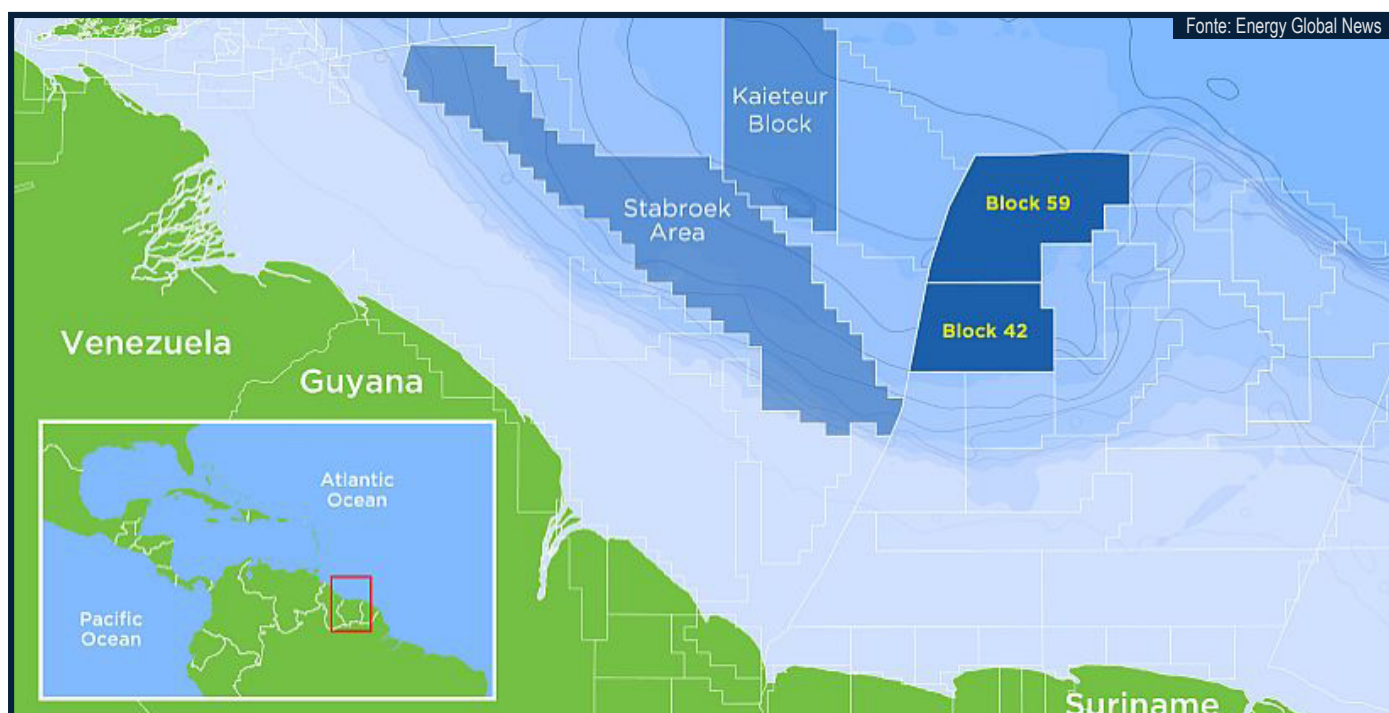 Fonte: Energy Global News
Kaieteur
Block
Block 59
Stabroek
Area
Block 42
Venezuela
Guyana
Atlantic
Ocean
Pacific
Ocean
Suriname